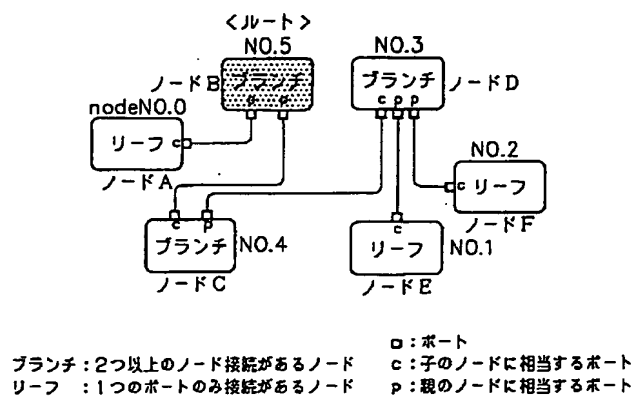 <ルート>
NO.5
ノードB
ブランチ
p p
NO.3
ブランチ
ノードD
c p p
nodeNO.0
リーフ c
ノードA
NO.2
c リーフ
ノードF
c p
ブランチ
NO.4
ノードC
c
リーフ
NO.1
ノードE
ブランチ:2つ以上のノード接続があるノード
リーフ :1つのポートのみ接続があるノード
□:ポート
c:子のノードに相当するポート
p:親のノードに相当するポート